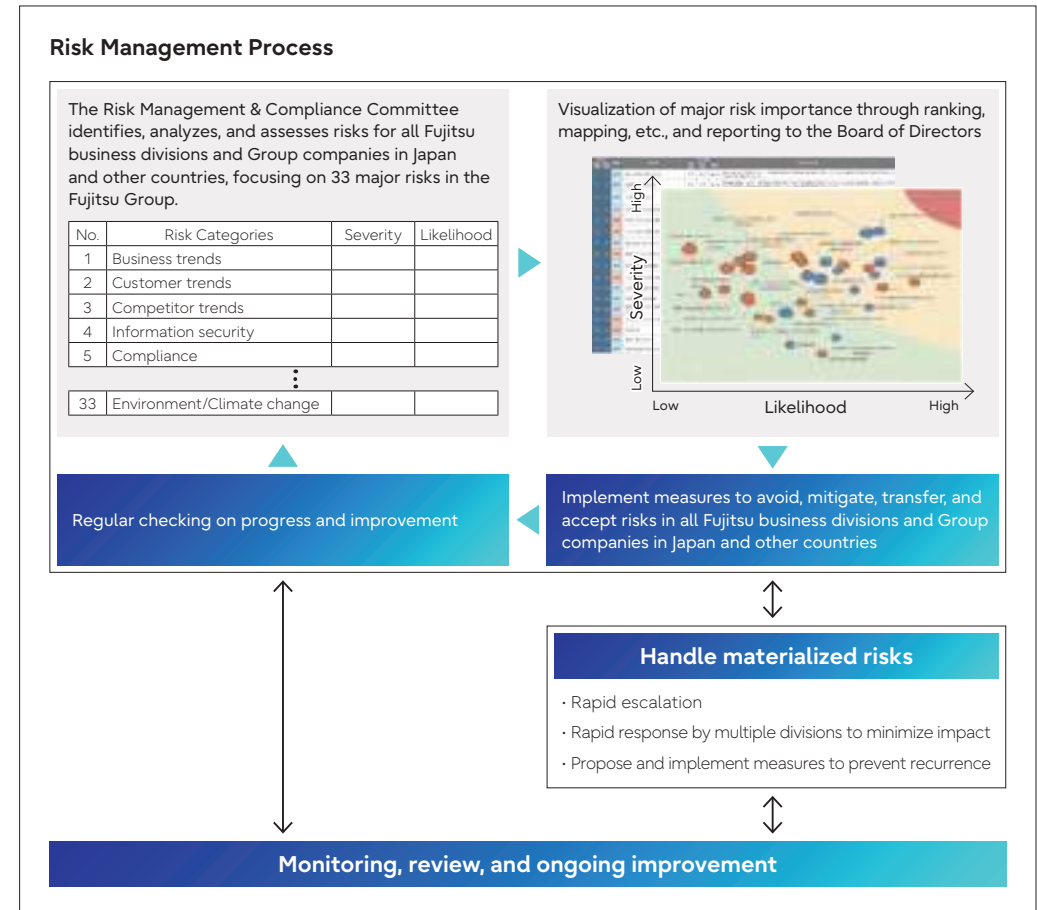 Risk Management Process
The Risk Management & Compliance Committee
identifies, analyzes, and assesses risks for all Fujitsu
business divisions and Group companies in Japan
and other countries, focusing on 33 major risks in the
Fujitsu Group.
No. Risk Categories Severity Likelihood
1 Business trends
2 Customer trends
3 Competitor trends
4 Information security
5 Compliance
33 Environment/Climate change
Visualization of major risk importance through ranking,
mapping, etc., and reporting to the Board of Directors
High
Severity
Low
Low Likelihood High
Regular checking on progress and improvement
Implement measures to avoid, mitigate, transfer, and
accept risks in all Fujitsu business divisions and Group
companies in Japan and other countries
Handle materialized risks
・Rapid escalation
・Rapid response by multiple divisions to minimize impact
・Propose and implement measures to prevent recurrence
Monitoring, review, and ongoing improvement